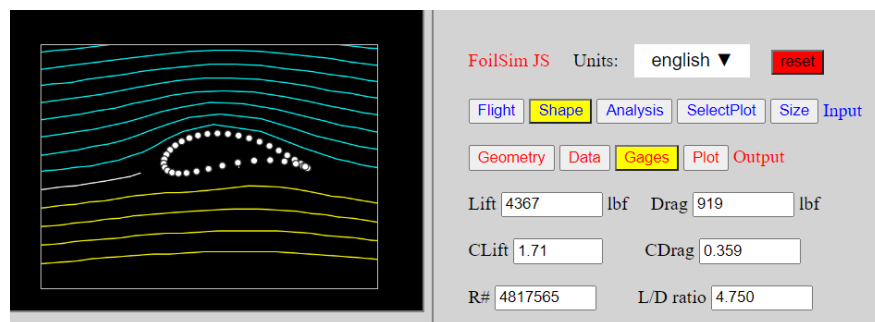 FoilSim JS Units: english ▼ reset
Flight Shape Analysis SelectPlot Size Input
Geometry Data Gages Plot Output
Lift 4367 lbf Drag 919 lbf
CLift 1.71 CDrag 0.359
R# 4817565 L/D ratio 4.750